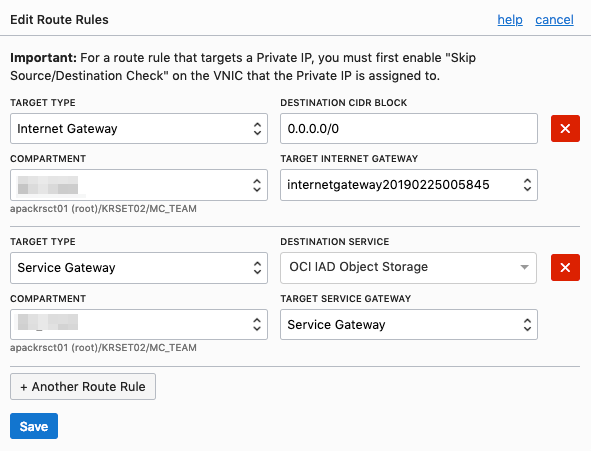 Edit Route Rules
help cancel
Important: For a route rule that targets a Private IP, you must first enable "Skip
Source/Destination Check" on the VNIC that the Private IP is assigned to.
TARGET TYPE
DESTINATION CIDR BLOCK
Internet Gateway
0.0.0.0/0
COMPARTMENT
TARGET INTERNET GATEWAY
internetgateway20190225005845
apackrsct01 (root)/KRSET02/MC_TEAM
TARGET TYPE
DESTINATION SERVICE
Service Gateway
OCI IAD Object Storage
COMPARTMENT
TARGET SERVICE GATEWAY
Service Gateway
apackrsct01 (root)/KRSET02/MC_TEAM
+ Another Route Rule
Save